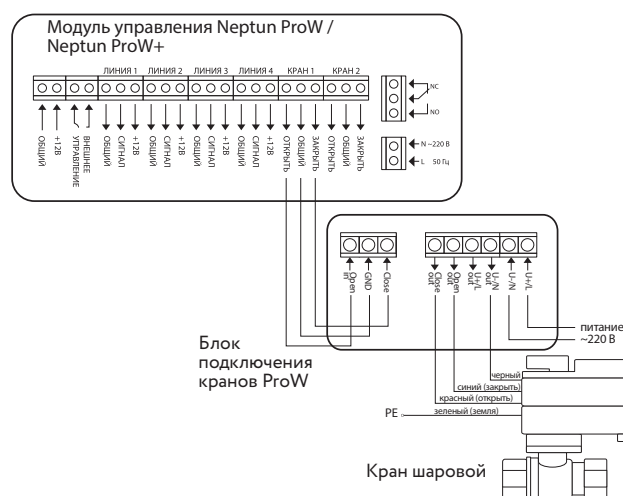 Модуль управления Neptun ProW /
Neptun ProW+
ЛИНИЯ 1 ЛИНИЯ 2 ЛИНИЯ 3 ЛИНИЯ 4 КРАН 1 КРАН 2
ОБЩИЙ
+12В
ВНЕШНЕЕ
УПРАВЛЕНИЕ
ОБЩИЙ
СИГНАЛ
+12В
ОБЩИЙ
СИГНАЛ
+12В
ОБЩИЙ
СИГНАЛ
+12В
ОБЩИЙ
СИГНАЛ
+12В
ОТКРЫТЬ
ОБЩИЙ
ЗАКРЫТЬ
ОТКРЫТЬ
ОБЩИЙ
ЗАКРЫТЬ
NC
NO
N ~220 В
L 50 Гц
Open
in
GND
Close
Close
out
Open
out
U+/L
out
U-/N
out
U-/N
U+/L
питание
~220 В
Блок
подключения
кранов ProW
черный
синий (закрыть)
красный (открыть)
PE
зеленый (земля)
Кран шаровой